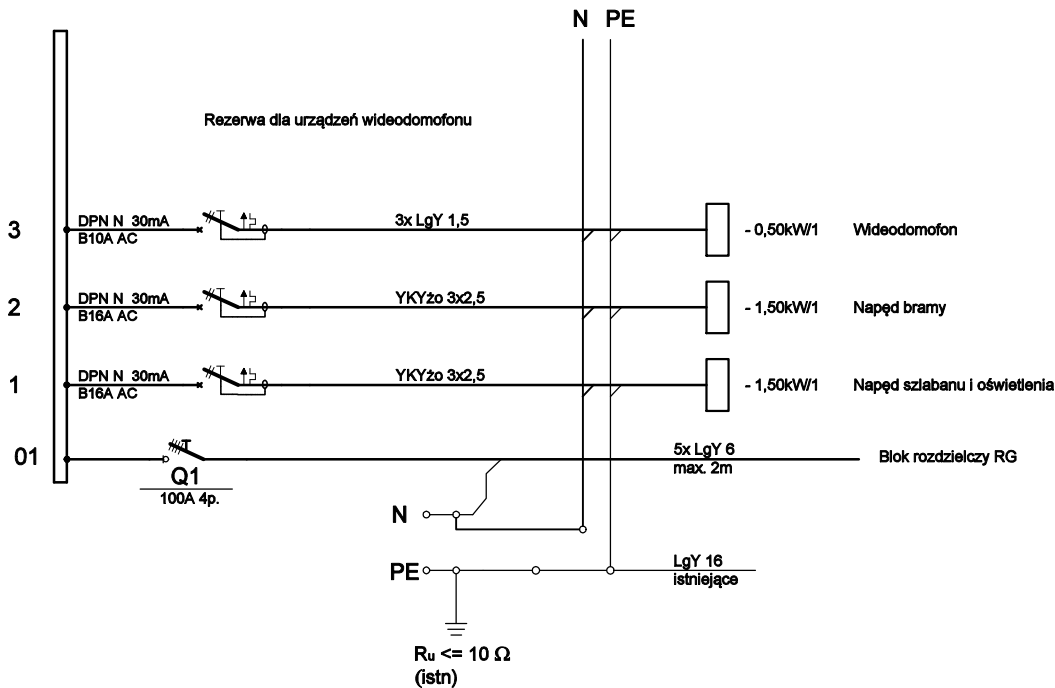 N PE
Rezerwa dla urządzeń wideodomofonu
3 DPN N 30mA 3x LgY 1,5 - 0,50kW/1 Wideodomofon
B10A AC
2 DPN N 30mA YKYżo 3x2,5 - 1,50kW/1 Napęd bramy
B16A AC
1 DPN N 30mA YKYżo 3x2,5 - 1,50kW/1 Napęd szlabanu i oświetlenia
B16A AC
01 5x LgY 6 Blok rozdzielczy RG
max. 2m
Q1
100A 4p.
N
PE LgY 16
istniejące
Ru <= 10 Ω
(istn)